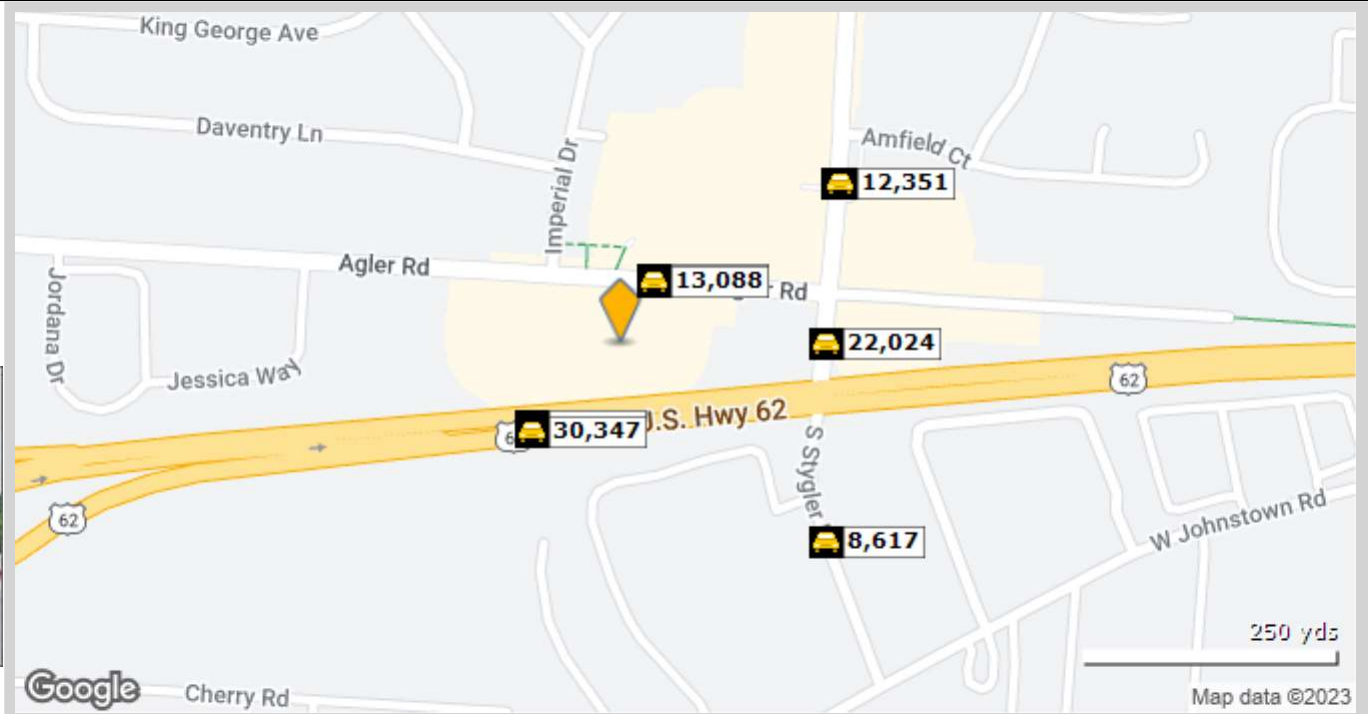 King George Ave
Daventry Ln
Imperial Dr
Amfield Ct
12,351
Agler Rd
13,088
Rd
Jordana Dr
22,024
Jessica Way
62
30,347
U.S. Hwy 62
S Stygler
62
8,617
W Johnstown Rd
250 yds
Google
Cherry Rd
Map data ©2023